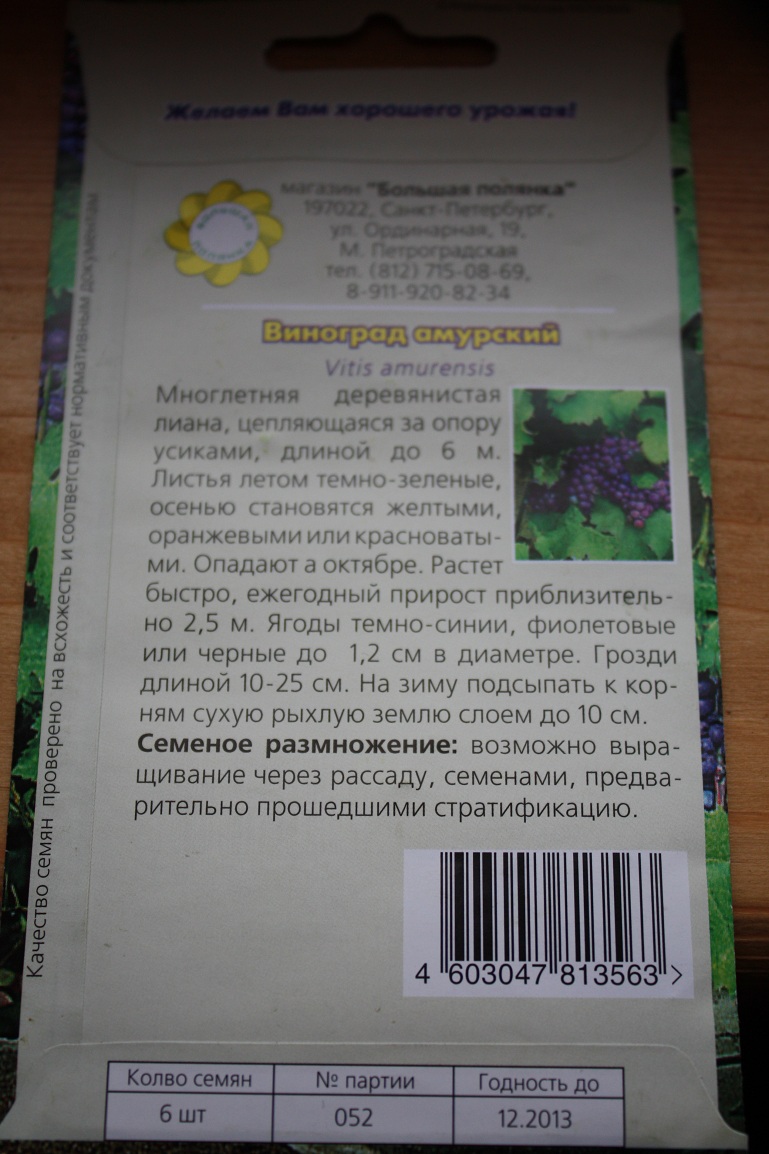 Желаем Вам хорошего урожая!
магазин "Большая полянка"
197022, Санкт-Петербург,
ул. Ординарная, 19,
М. Петроградская
тел. (812) 715-08-69,
8-911-920-82-34
БОЛЬШАЯ
ПОЛЯНКА
Виноград амурский
Vitis amurensis
Многлетняя деревянистая
лиана, цепляющаяся за опору
усиками, длиной до 6 м.
Листья летом темно-зеленые,
осенью становятся желтыми,
оранжевыми или красноваты-
ми. Опадают а октябре. Растет
быстро, ежегодный прирост приблизитель-
но 2,5 м. Ягоды темно-синии, фиолетовые
или черные до 1,2 см в диаметре. Грозди
длиной 10-25 см. На зиму подсыпать к кор-
ням сухую рыхлую землю слоем до 10 см.
Семеное размножение: возможно выра-
щивание через рассаду, семенами, предва-
рительно прошедшими стратификацию.
Качество семян проверено на всхожесть и соответствует нормативным документам
4 603047 813563 >
Колво семян № партии Годность до
6 шт 052 12.2013